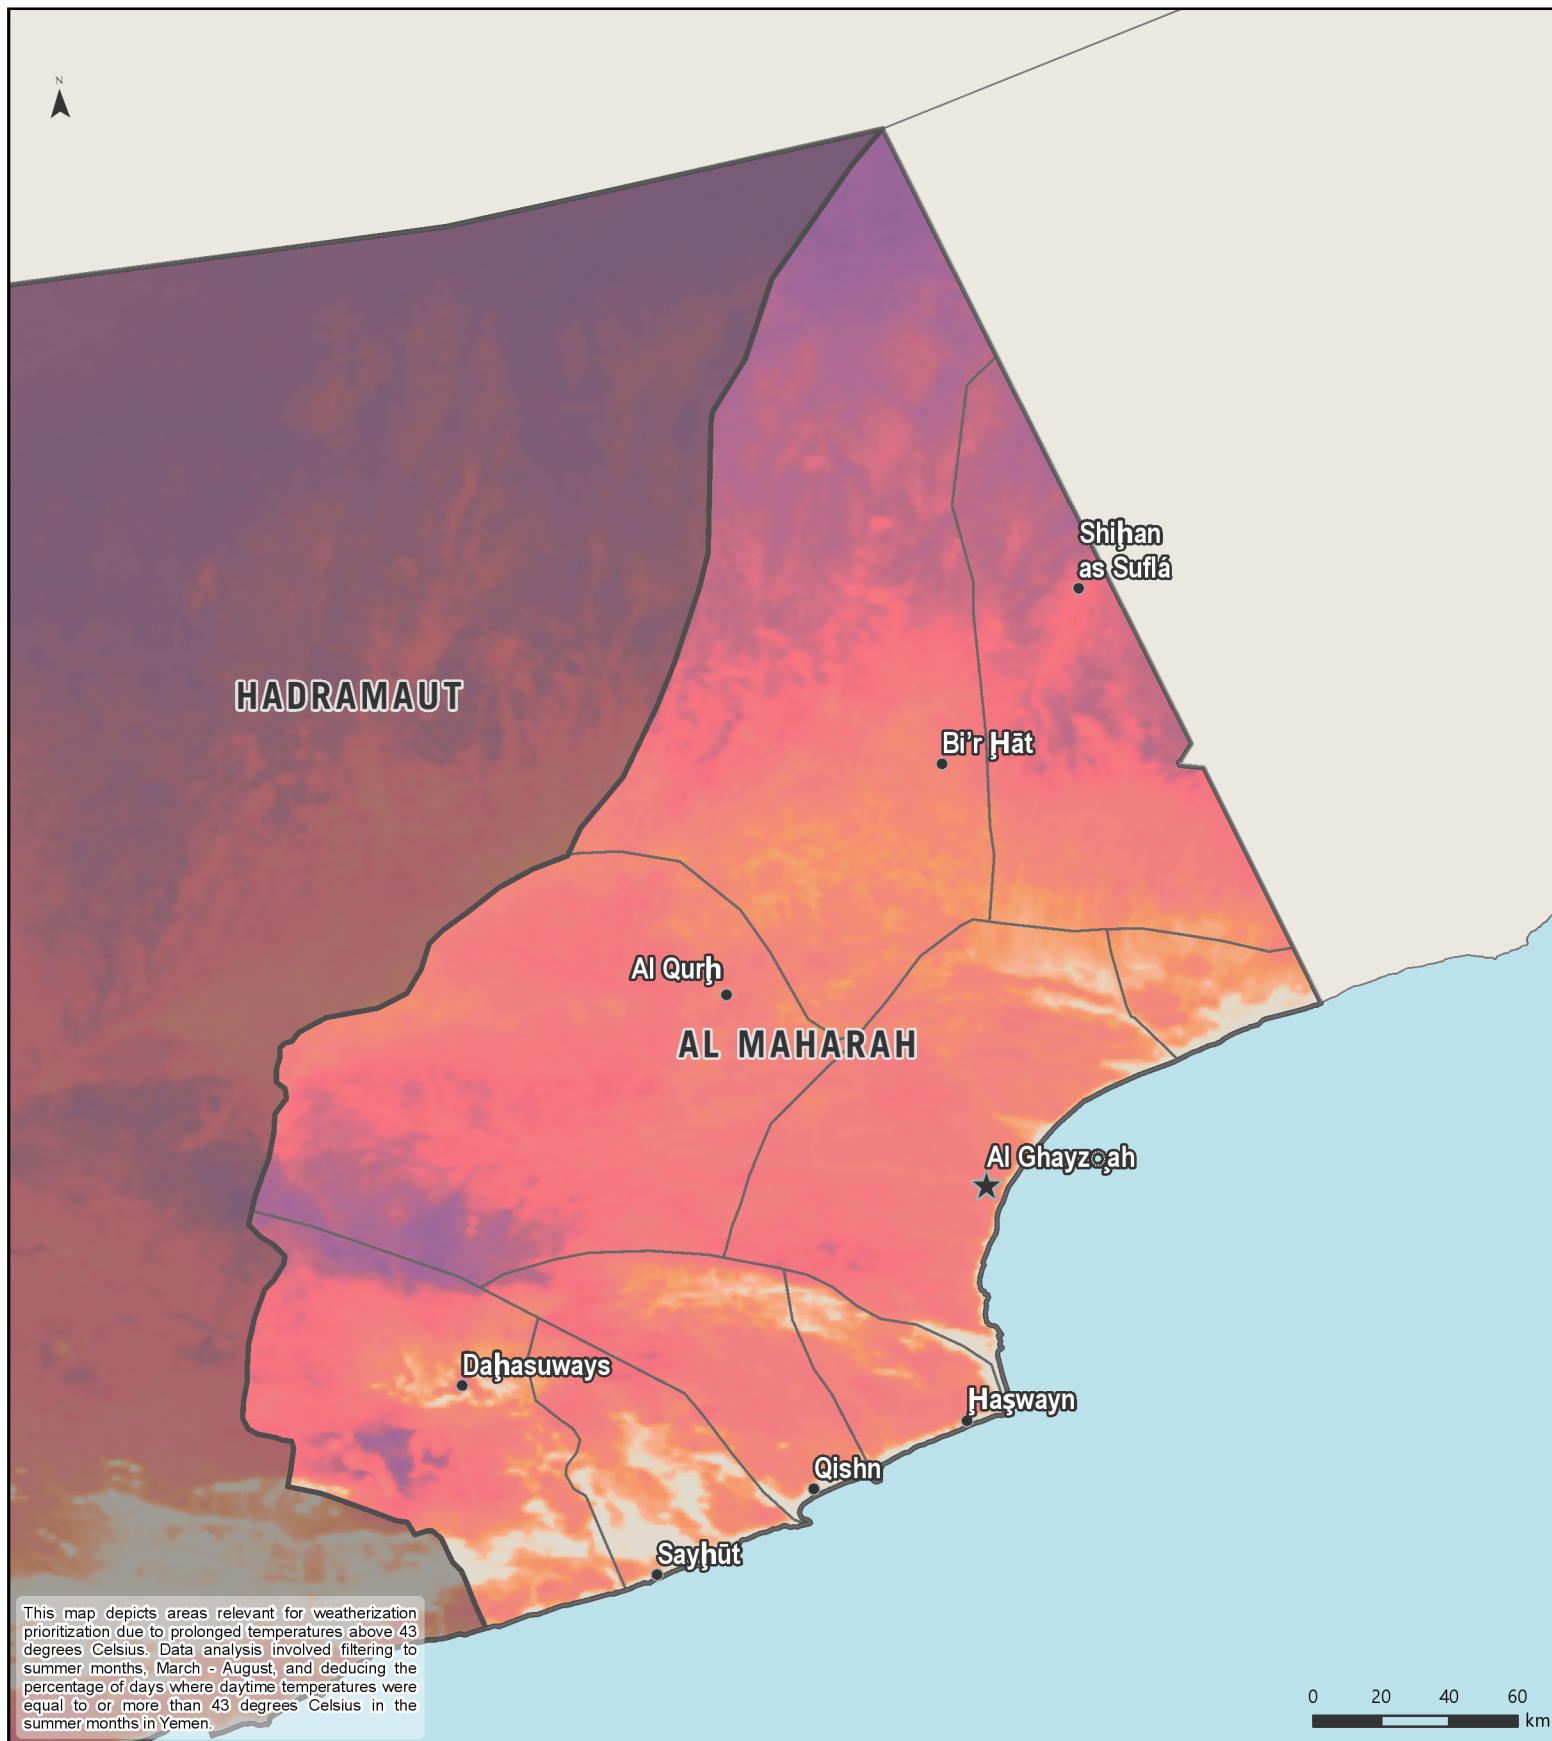 N
Shiḩan
as Suflá
HADRAMAUT
Bi’r Ḩāt
Al Qurḩ
AL MAHARAH
Al Ghayz̧ah
Daḩasuways
Ḩaşwayn
Qishn
Sayḩūt
This map depicts areas relevant for weatherization
prioritization due to prolonged temperatures above 43
degrees Celsius. Data analysis involved filtering to
summer months, March - August, and deducing the
percentage of days where daytime temperatures were
equal to or more than 43 degrees Celsius in the
summer months in Yemen.
0 20 40 60
km